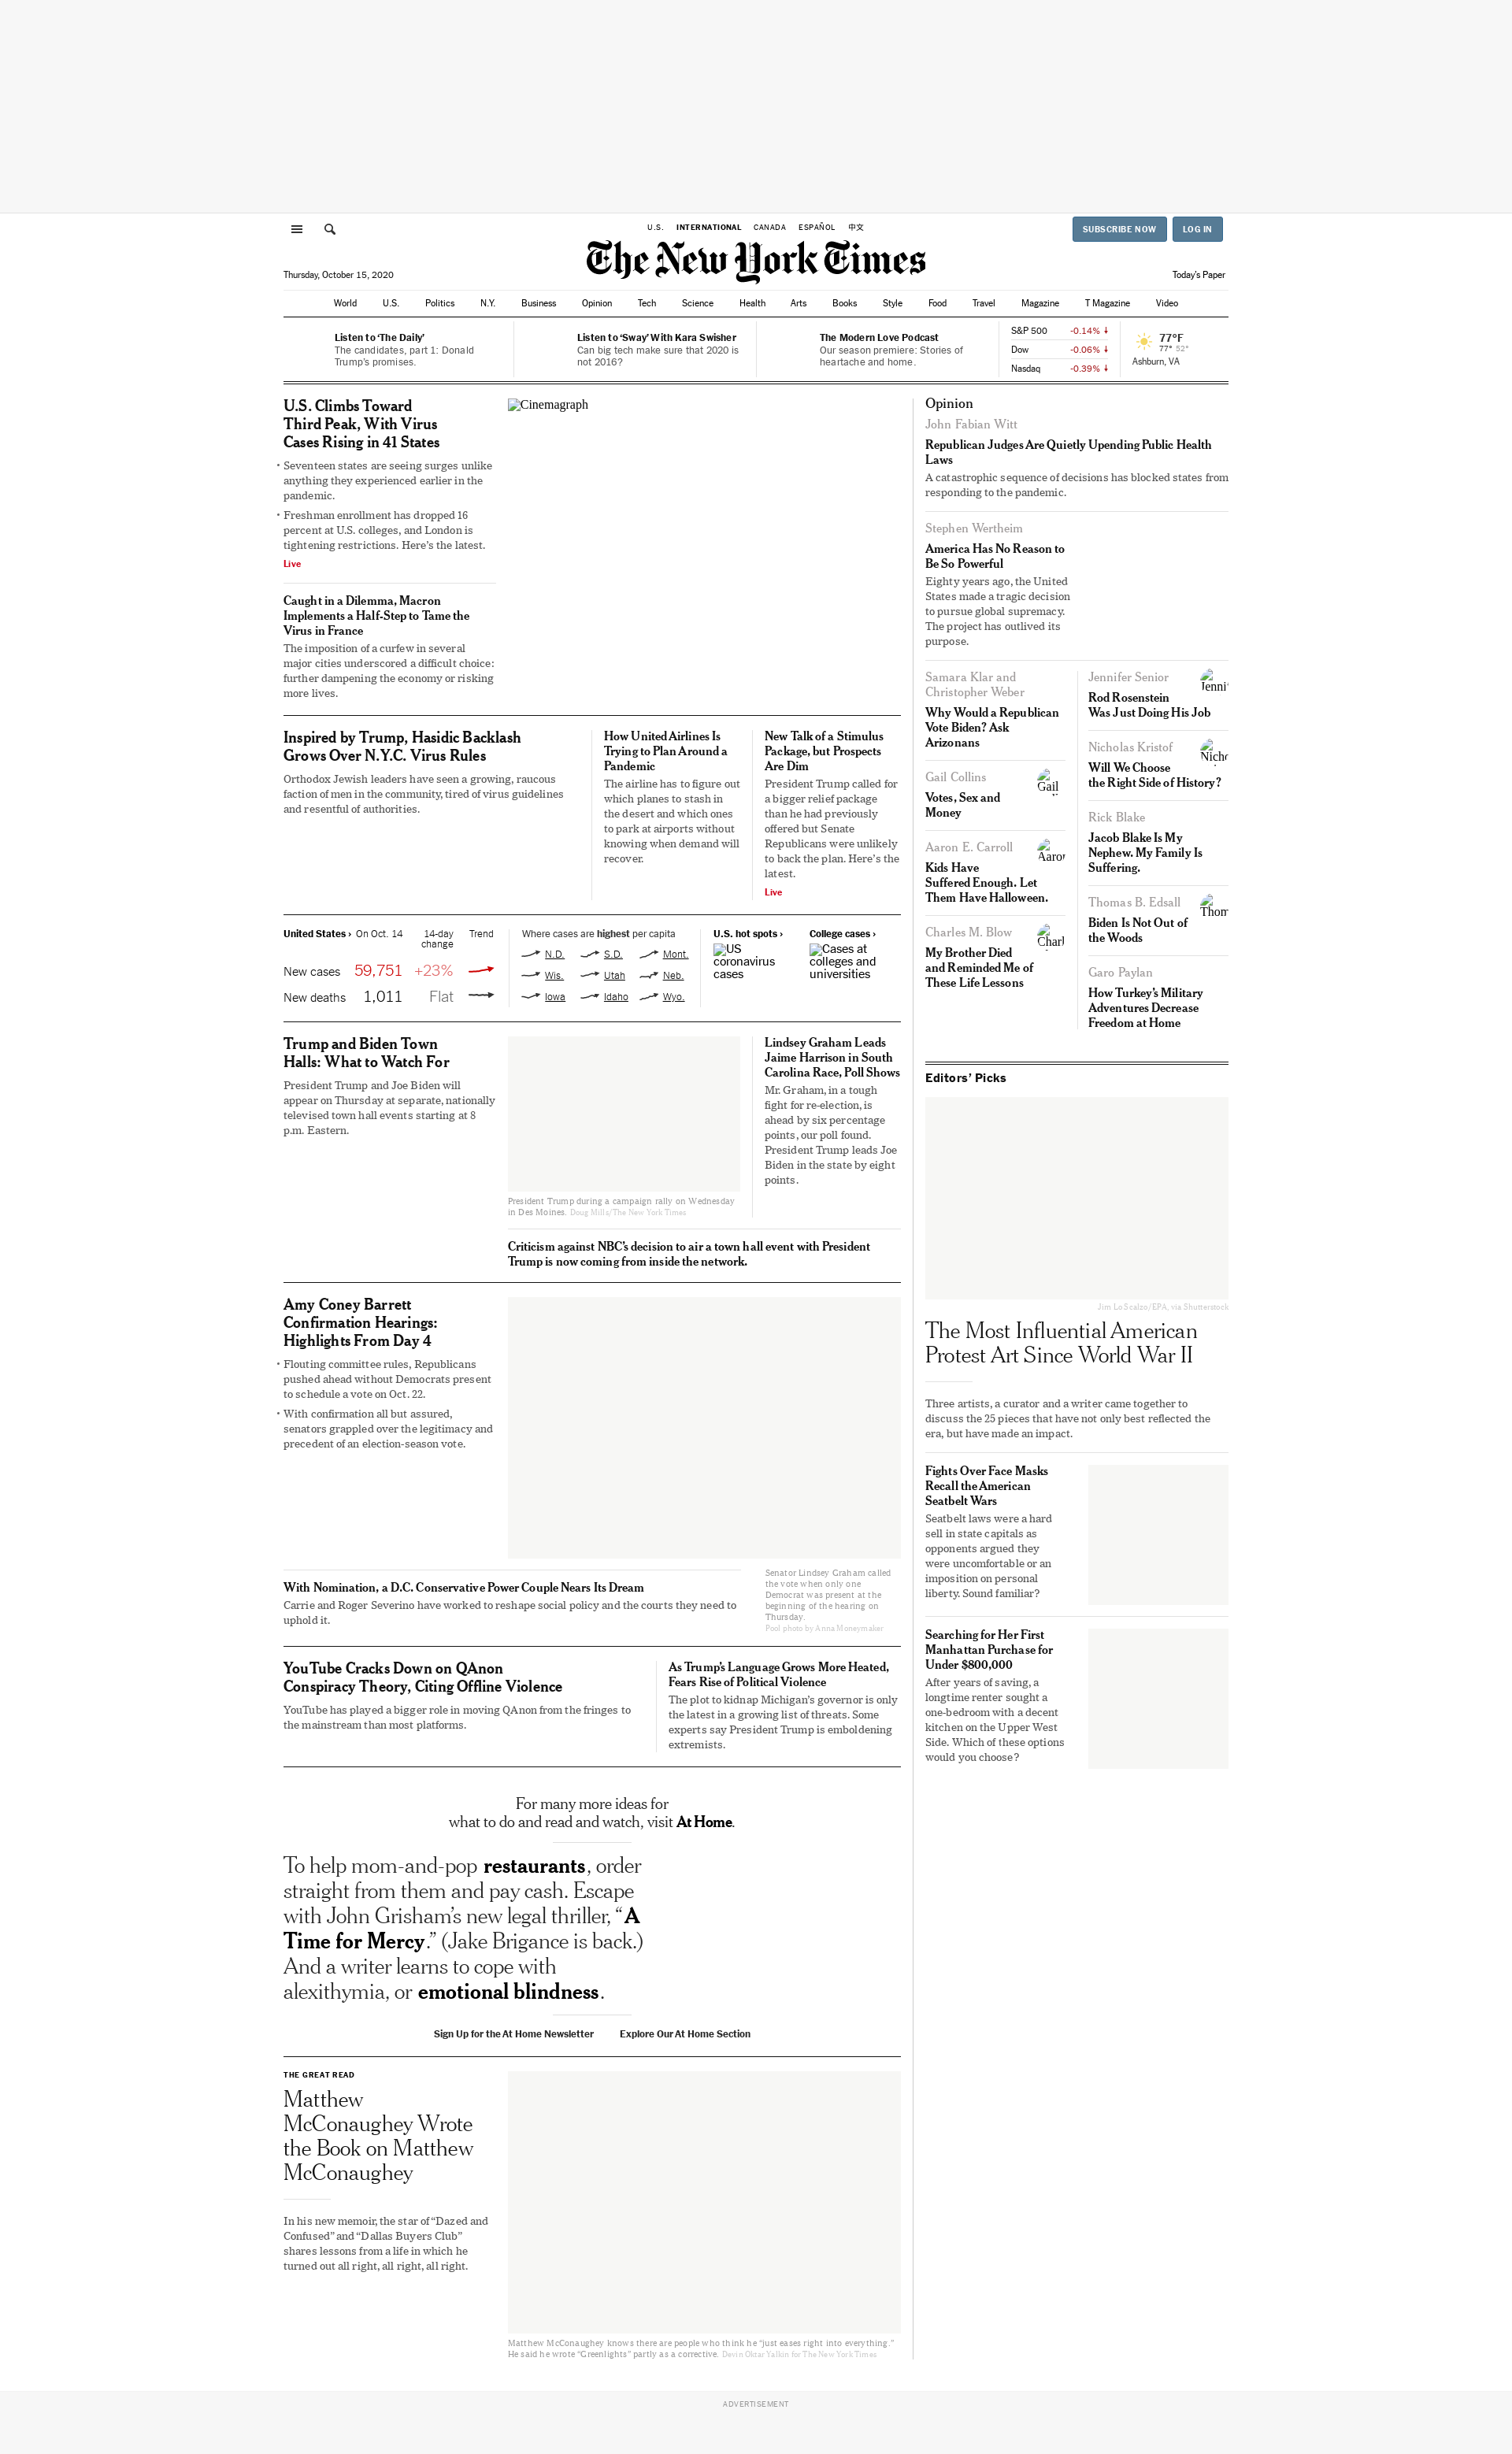 U.S.
INTERNATIONAL
CANADA
ESPAÑOL
中文
SUBSCRIBE NOW
LOG IN
The New York Times
Thursday, October 15, 2020
Today's Paper
World
U.S.
Politics
N.Y.
Business
Opinion
Tech
Science
Health
Arts
Books
Style
Food
Travel
Magazine
T Magazine
Video
Listen to ‘The Daily’
The candidates, part 1: Donald
Trump's promises.
Listen to ‘Sway’ With Kara Swisher
Can big tech make sure that 2020 is
not 2016?
The Modern Love Podcast
Our season premiere: Stories of
heartache and home.
S&P 500 -0.14%
Dow -0.06%
Nasdaq -0.39%
77°F
77° 52°
Ashburn, VA
U.S. Climbs Toward
Third Peak, With Virus
Cases Rising in 41 States
• Seventeen states are seeing surges unlike
anything they experienced earlier in the
pandemic.
• Freshman enrollment has dropped 16
percent at U.S. colleges, and London is
tightening restrictions. Here's the latest.
Live
Caught in a Dilemma, Macron
Implements a Half-Step to Tame the
Virus in France
The imposition of a curfew in several
major cities underscored a difficult choice:
further dampening the economy or risking
more lives.
Cinemagraph
Inspired by Trump, Hasidic Backlash
Grows Over N.Y.C. Virus Rules
Orthodox Jewish leaders have seen a growing, raucous
faction of men in the community, tired of virus guidelines
and resentful of authorities.
How United Airlines Is
Trying to Plan Around a
Pandemic
The airline has to figure out
which planes to stash in
the desert and which ones
to park at airports without
knowing when demand will
recover.
New Talk of a Stimulus
Package, but Prospects
Are Dim
President Trump called for
a bigger relief package
than he had previously
offered but Senate
Republicans were unlikely
to back the plan. Here's the
latest.
Live
United States › On Oct. 14 14-day
change Trend
New cases 59,751 +23%
New deaths 1,011 Flat
Where cases are highest per capita
N.D. S.D. Mont.
Wis. Utah Neb.
Iowa Idaho Wyo.
U.S. hot spots ›
US
coronavirus
cases
College cases ›
Cases at
colleges and
universities
Trump and Biden Town
Halls: What to Watch For
President Trump and Joe Biden will
appear on Thursday at separate, nationally
televised town hall events starting at 8
p.m. Eastern.
President Trump during a campaign rally on Wednesday
in Des Moines. Doug Mills/The New York Times
Lindsey Graham Leads
Jaime Harrison in South
Carolina Race, Poll Shows
Mr. Graham, in a tough
fight for re-election, is
ahead by six percentage
points, our poll found.
President Trump leads Joe
Biden in the state by eight
points.
Criticism against NBC's decision to air a town hall event with President
Trump is now coming from inside the network.
Amy Coney Barrett
Confirmation Hearings:
Highlights From Day 4
• Flouting committee rules, Republicans
pushed ahead without Democrats present
to schedule a vote on Oct. 22.
• With confirmation all but assured,
senators grappled over the legitimacy and
precedent of an election-season vote.
With Nomination, a D.C. Conservative Power Couple Nears Its Dream
Carrie and Roger Severino have worked to reshape social policy and the courts they need to
uphold it.
Senator Lindsey Graham called
the vote when only one
Democrat was present at the
beginning of the hearing on
Thursday.
Pool photo by Anna Moneymaker
YouTube Cracks Down on QAnon
Conspiracy Theory, Citing Offline Violence
YouTube has played a bigger role in moving QAnon from the fringes to
the mainstream than most platforms.
As Trump's Language Grows More Heated,
Fears Rise of Political Violence
The plot to kidnap Michigan's governor is only
the latest in a growing list of threats. Some
experts say President Trump is emboldening
extremists.
For many more ideas for
what to do and read and watch, visit At Home.
To help mom-and-pop restaurants, order
straight from them and pay cash. Escape
with John Grisham's new legal thriller, “A
Time for Mercy.” (Jake Brigance is back.)
And a writer learns to cope with
alexithymia, or emotional blindness.
Sign Up for the At Home Newsletter
Explore Our At Home Section
THE GREAT READ
Matthew
McConaughey Wrote
the Book on Matthew
McConaughey
In his new memoir, the star of “Dazed and
Confused” and “Dallas Buyers Club”
shares lessons from a life in which he
turned out all right, all right, all right.
Matthew McConaughey knows there are people who think he “just eases right into everything.”
He said he wrote “Greenlights” partly as a corrective. Devin Oktar Yalkin for The New York Times
Opinion
John Fabian Witt
Republican Judges Are Quietly Upending Public Health
Laws
A catastrophic sequence of decisions has blocked states from
responding to the pandemic.
Stephen Wertheim
America Has No Reason to
Be So Powerful
Eighty years ago, the United
States made a tragic decision
to pursue global supremacy.
The project has outlived its
purpose.
Samara Klar and
Christopher Weber
Why Would a Republican
Vote Biden? Ask
Arizonans
Gail Collins
Gail
Votes, Sex and
Money
Aaron E. Carroll
Aaron
Kids Have
Suffered Enough. Let
Them Have Halloween.
Charles M. Blow
Charl
My Brother Died
and Reminded Me of
These Life Lessons
Jennifer Senior
Jenni
Rod Rosenstein
Was Just Doing His Job
Nicholas Kristof
Nicho
Will We Choose
the Right Side of History?
Rick Blake
Jacob Blake Is My
Nephew. My Family Is
Suffering.
Thomas B. Edsall
Thom
Biden Is Not Out of
the Woods
Garo Paylan
How Turkey's Military
Adventures Decrease
Freedom at Home
Editors’ Picks
Jim Lo Scalzo/EPA, via Shutterstock
The Most Influential American
Protest Art Since World War II
Three artists, a curator and a writer came together to
discuss the 25 pieces that have not only best reflected the
era, but have made an impact.
Fights Over Face Masks
Recall the American
Seatbelt Wars
Seatbelt laws were a hard
sell in state capitals as
opponents argued they
were uncomfortable or an
imposition on personal
liberty. Sound familiar?
Searching for Her First
Manhattan Purchase for
Under $800,000
After years of saving, a
longtime renter sought a
one-bedroom with a decent
kitchen on the Upper West
Side. Which of these options
would you choose?
ADVERTISEMENT